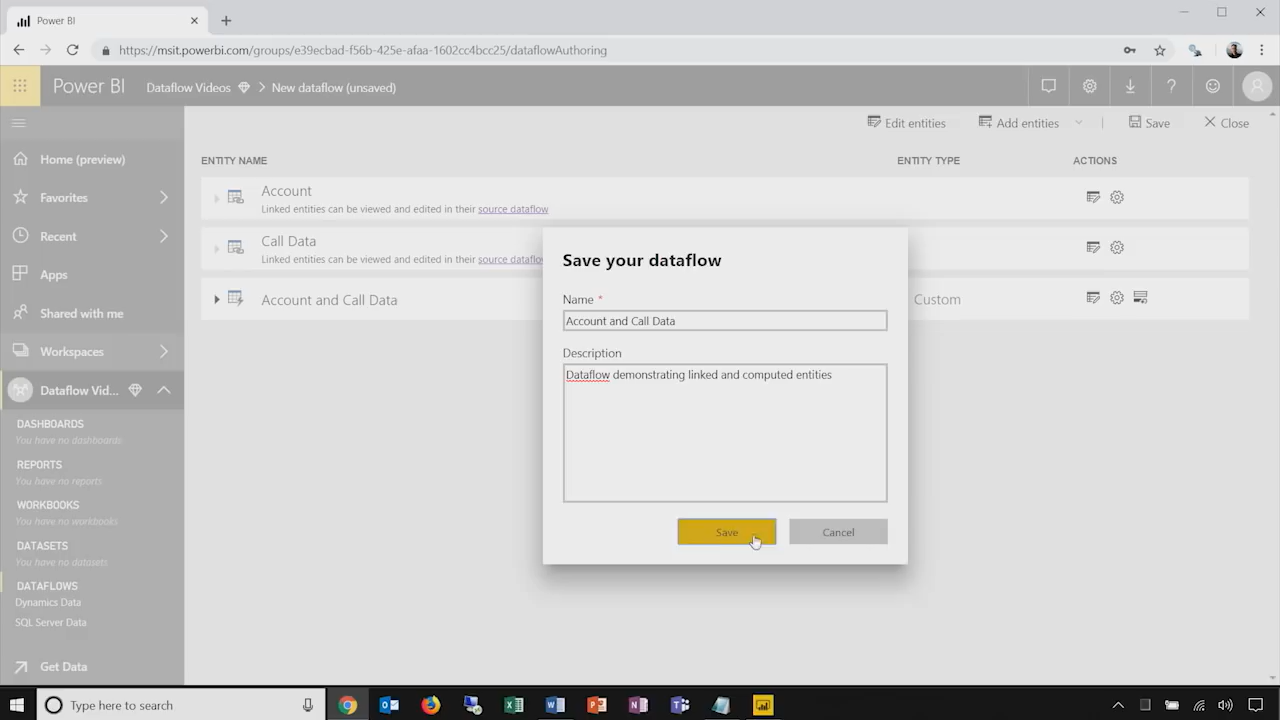 Power BI
https://msit.powerbi.com/groups/e39ecbad-f56b-425e-afaa-1602cc4bcc25/dataflowAuthoring
Power BI
Dataflow Videos > New dataflow (unsaved)
Edit entities
Add entities
Save
Close
Home (preview)
Favorites
Recent
Apps
Shared with me
Workspaces
Dataflow Vid...
DASHBOARDS
You have no dashboards
REPORTS
You have no reports
WORKBOOKS
You have no workbooks
DATASETS
You have no datasets
DATAFLOWS
Dynamics Data
SQL Server Data
Get Data
ENTITY NAME
ENTITY TYPE
ACTIONS
Account
Linked entities can be viewed and edited in their source dataflow
Call Data
Linked entities can be viewed and edited in their source dataflow
Account and Call Data
Custom
Save your dataflow
Name *
Account and Call Data
Description
Dataflow demonstrating linked and computed entities
Save
Cancel
Type here to search